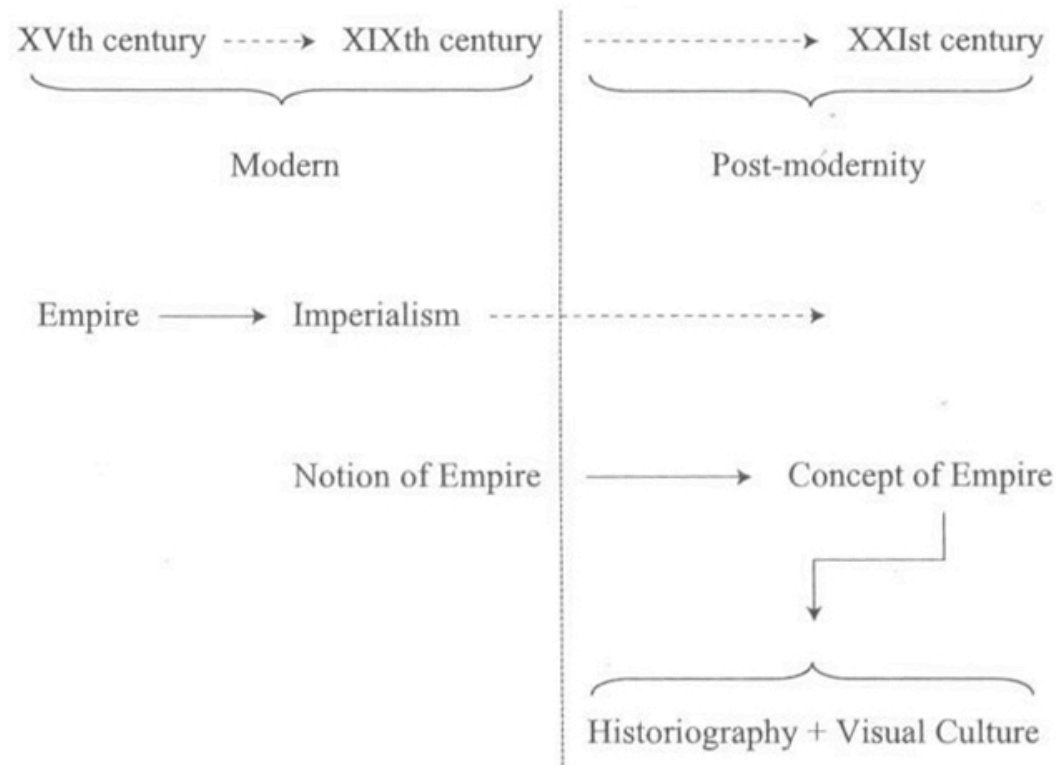 XVth century XIXth century XXIst century
Modern Post-modernity
Empire Imperialism
Notion of Empire Concept of Empire
Historiography + Visual Culture